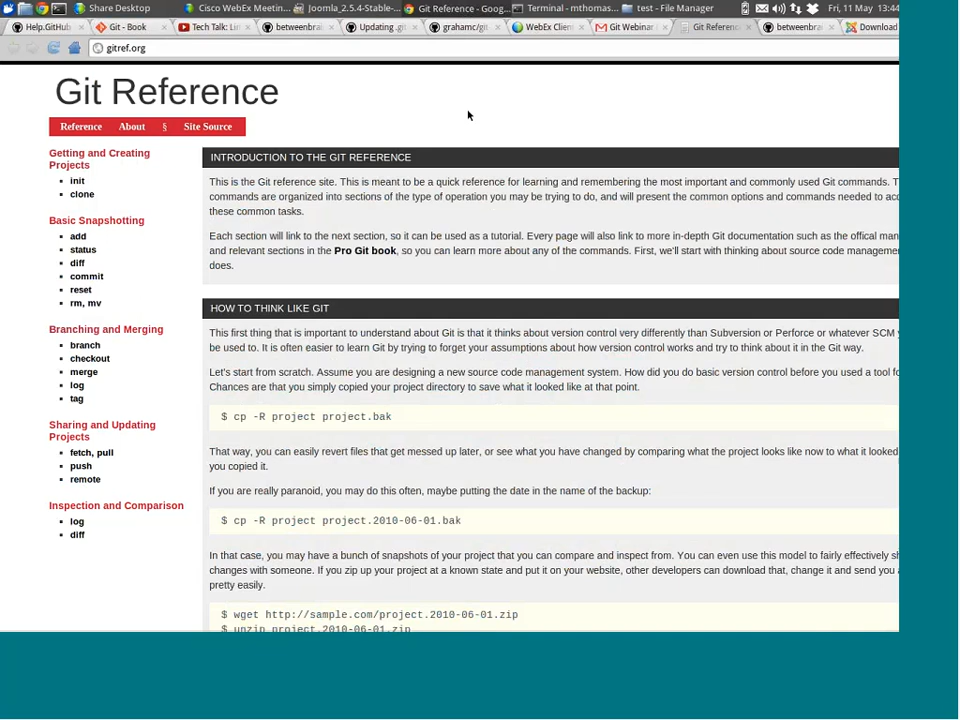 Share Desktop Cisco WebEx Meetin... Joomla_2.5.4-Stable-... Git Reference - Goog... Terminal - mthomas... test - File Manager Fri, 11 May 13:44
Help.GitHub Git - Book Tech Talk: Li betweenbra Updating .gi grahamc/git WebEx Clien Gmail Git Webinar Git Referenc betweenbra Download
gitref.org
Git Reference
Reference About § Site Source
Getting and Creating
Projects
init
clone
Basic Snapshotting
add
status
diff
commit
reset
rm, mv
Branching and Merging
branch
checkout
merge
log
tag
Sharing and Updating
Projects
fetch, pull
push
remote
Inspection and Comparison
log
diff
INTRODUCTION TO THE GIT REFERENCE
This is the Git reference site. This is meant to be a quick reference for learning and remembering the most important and commonly used Git commands. T
commands are organized into sections of the type of operation you may be trying to do, and will present the common options and commands needed to ac
these common tasks.
Each section will link to the next section, so it can be used as a tutorial. Every page will also link to more in-depth Git documentation such as the offical man
and relevant sections in the Pro Git book, so you can learn more about any of the commands. First, we'll start with thinking about source code manageme
does.
HOW TO THINK LIKE GIT
This first thing that is important to understand about Git is that it thinks about version control very differently than Subversion or Perforce or whatever SCM y
be used to. It is often easier to learn Git by trying to forget your assumptions about how version control works and try to think about it in the Git way.
Let's start from scratch. Assume you are designing a new source code management system. How did you do basic version control before you used a tool fo
Chances are that you simply copied your project directory to save what it looked like at that point.
$ cp -R project project.bak
That way, you can easily revert files that get messed up later, or see what you have changed by comparing what the project looks like now to what it looked
you copied it.
If you are really paranoid, you may do this often, maybe putting the date in the name of the backup:
$ cp -R project project.2010-06-01.bak
In that case, you may have a bunch of snapshots of your project that you can compare and inspect from. You can even use this model to fairly effectively sh
changes with someone. If you zip up your project at a known state and put it on your website, other developers can download that, change it and send you a
pretty easily.
$ wget http://sample.com/project.2010-06-01.zip
$ unzip project.2010-06-01.zip